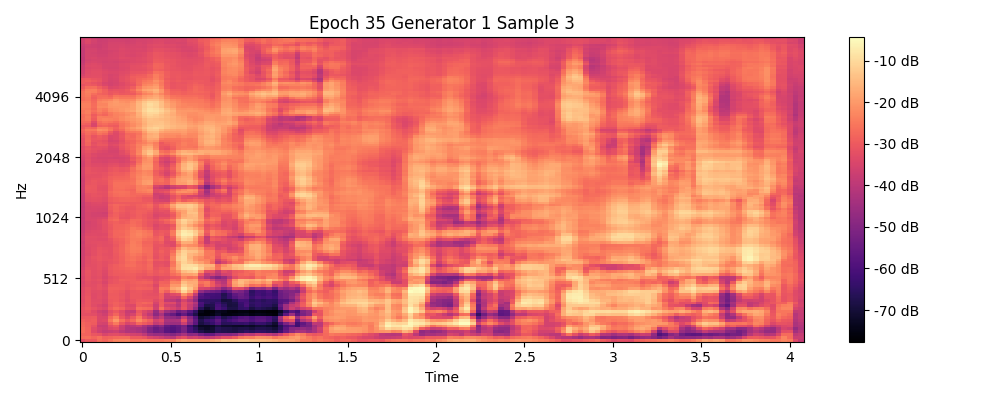 Epoch 35 Generator 1 Sample 3
Hz
4096
2048
1024
512
0
0 0.5 1 1.5 2 2.5 3 3.5 4
Time
-10 dB
-20 dB
-30 dB
-40 dB
-50 dB
-60 dB
-70 dB